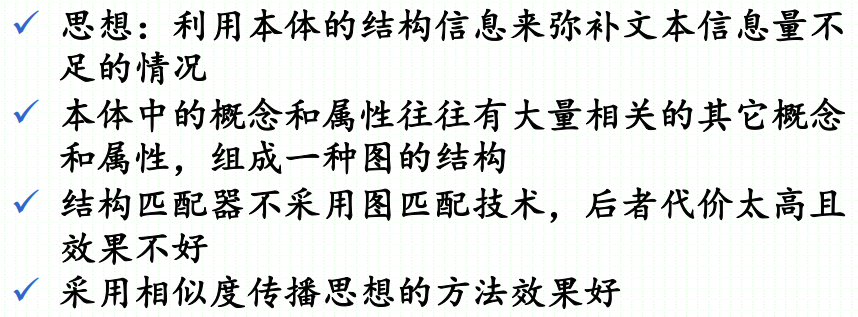 ✓ 思想：利用本体的结构信息来弥补文本信息量不
足的情况
✓ 本体中的概念和属性往往有大量相关的其它概念
和属性，组成一种图的结构
✓ 结构匹配器不采用图匹配技术，后者代价太高且
效果不好
✓ 采用相似度传播思想的方法效果好